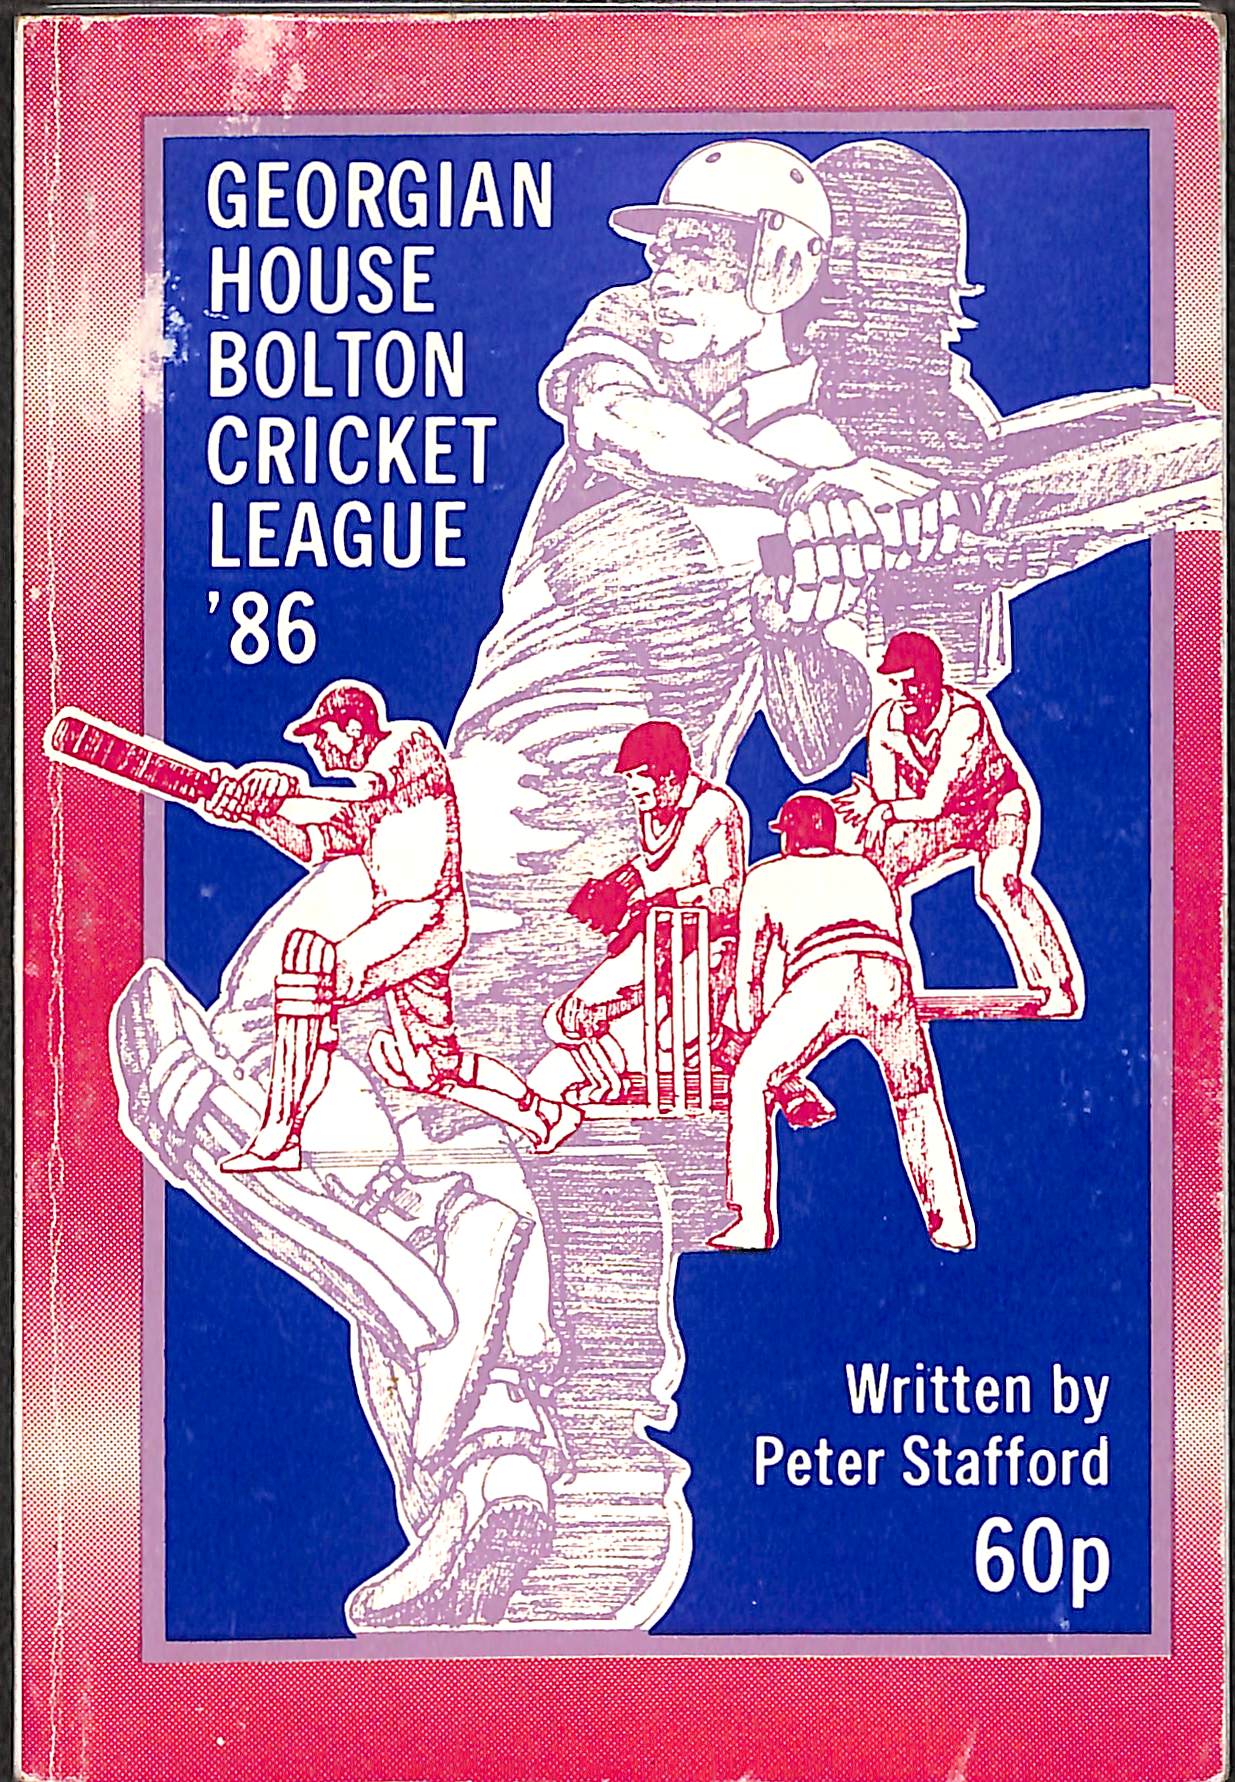 GEORGIAN
HOUSE
BOLTON
CRICKET
LEAGUE
'86
Written by
Peter Stafford
60p